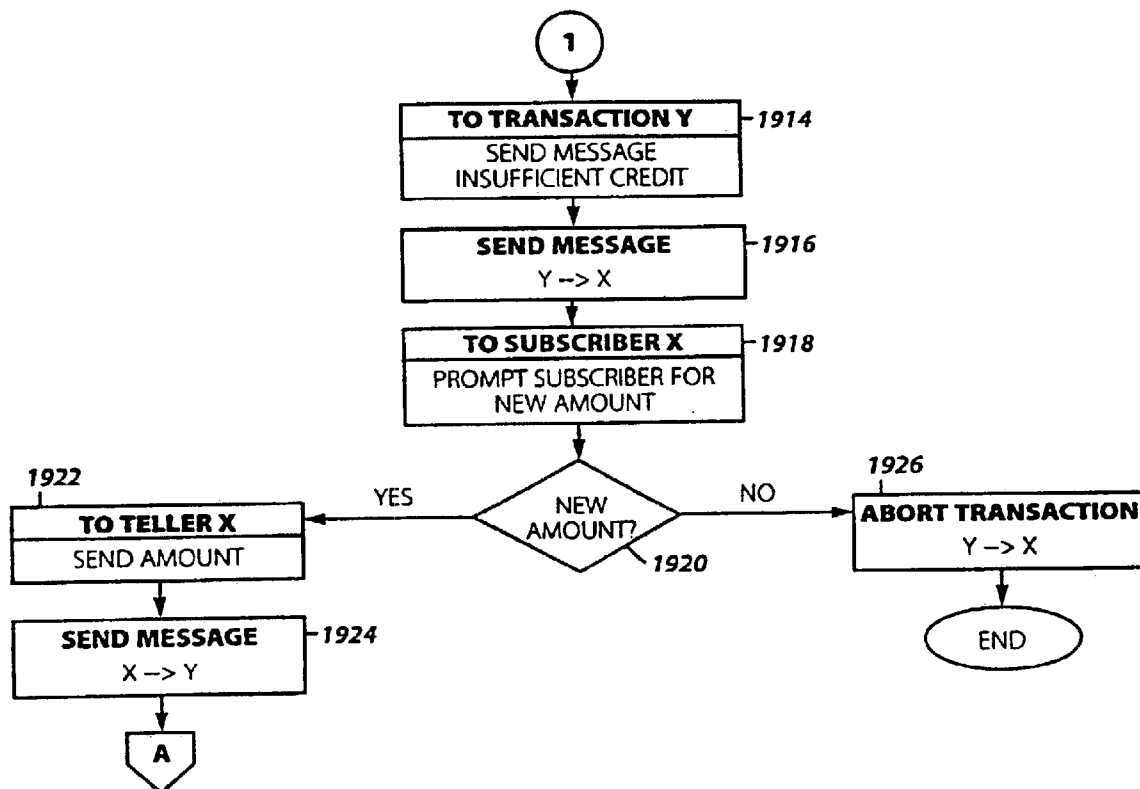 1
TO TRANSACTION Y
1914
SEND MESSAGE
INSUFFICIENT CREDIT
SEND MESSAGE
1916
Y --> X
TO SUBSCRIBER X
1918
PROMPT SUBSCRIBER FOR
NEW AMOUNT
NEW
AMOUNT?
1920
YES
NO
1922
TO TELLER X
SEND AMOUNT
SEND MESSAGE
1924
X --> Y
A
1926
ABORT TRANSACTION
Y --> X
END